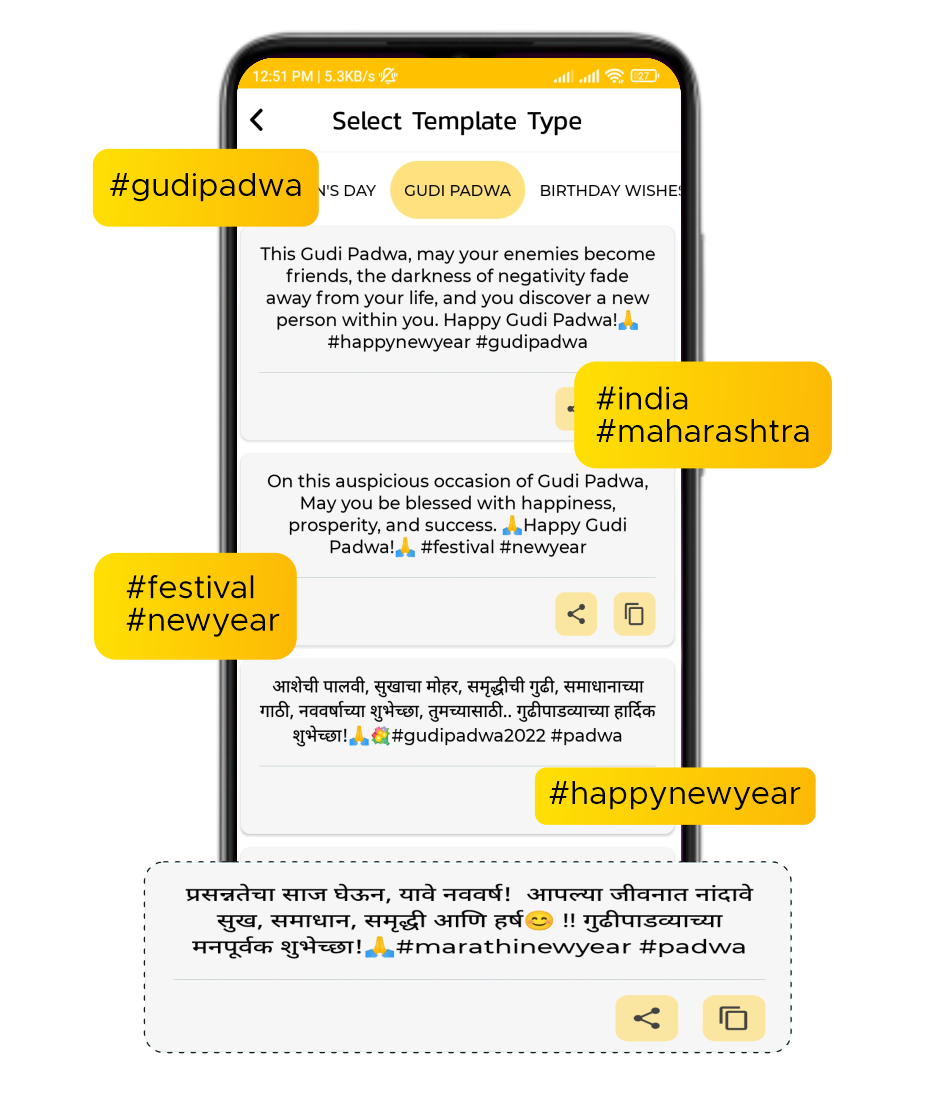 12:51 PM | 5.3KB/s
27
Select Template Type
#gudipadwa
N'S DAY
GUDI PADWA
BIRTHDAY WISHES
This Gudi Padwa, may your enemies become
friends, the darkness of negativity fade
away from your life, and you discover a new
person within you. Happy Gudi Padwa!🙏
#happynewyear #gudipadwa
#india
#maharashtra
On this auspicious occasion of Gudi Padwa,
May you be blessed with happiness,
prosperity, and success. 🙏Happy Gudi
Padwa!🙏 #festival #newyear
#festival
#newyear
आशेची पालवी, सुखाचा मोहर, समृद्धीची गुढी, समाधानाच्या
गाठी, नववर्षाच्या शुभेच्छा, तुमच्यासाठी.. गुढीपाडव्याच्या हार्दिक
शुभेच्छा!🙏💐#gudipadwa2022 #padwa
#happynewyear
प्रसन्नतेचा साज घेऊन, यावे नववर्ष! आपल्या जीवनात नांदावे
सुख, समाधान, समृद्धी आणि हर्ष😊 !! गुढीपाडव्याच्या
मनपूर्वक शुभेच्छा!🙏#marathinewyear #padwa